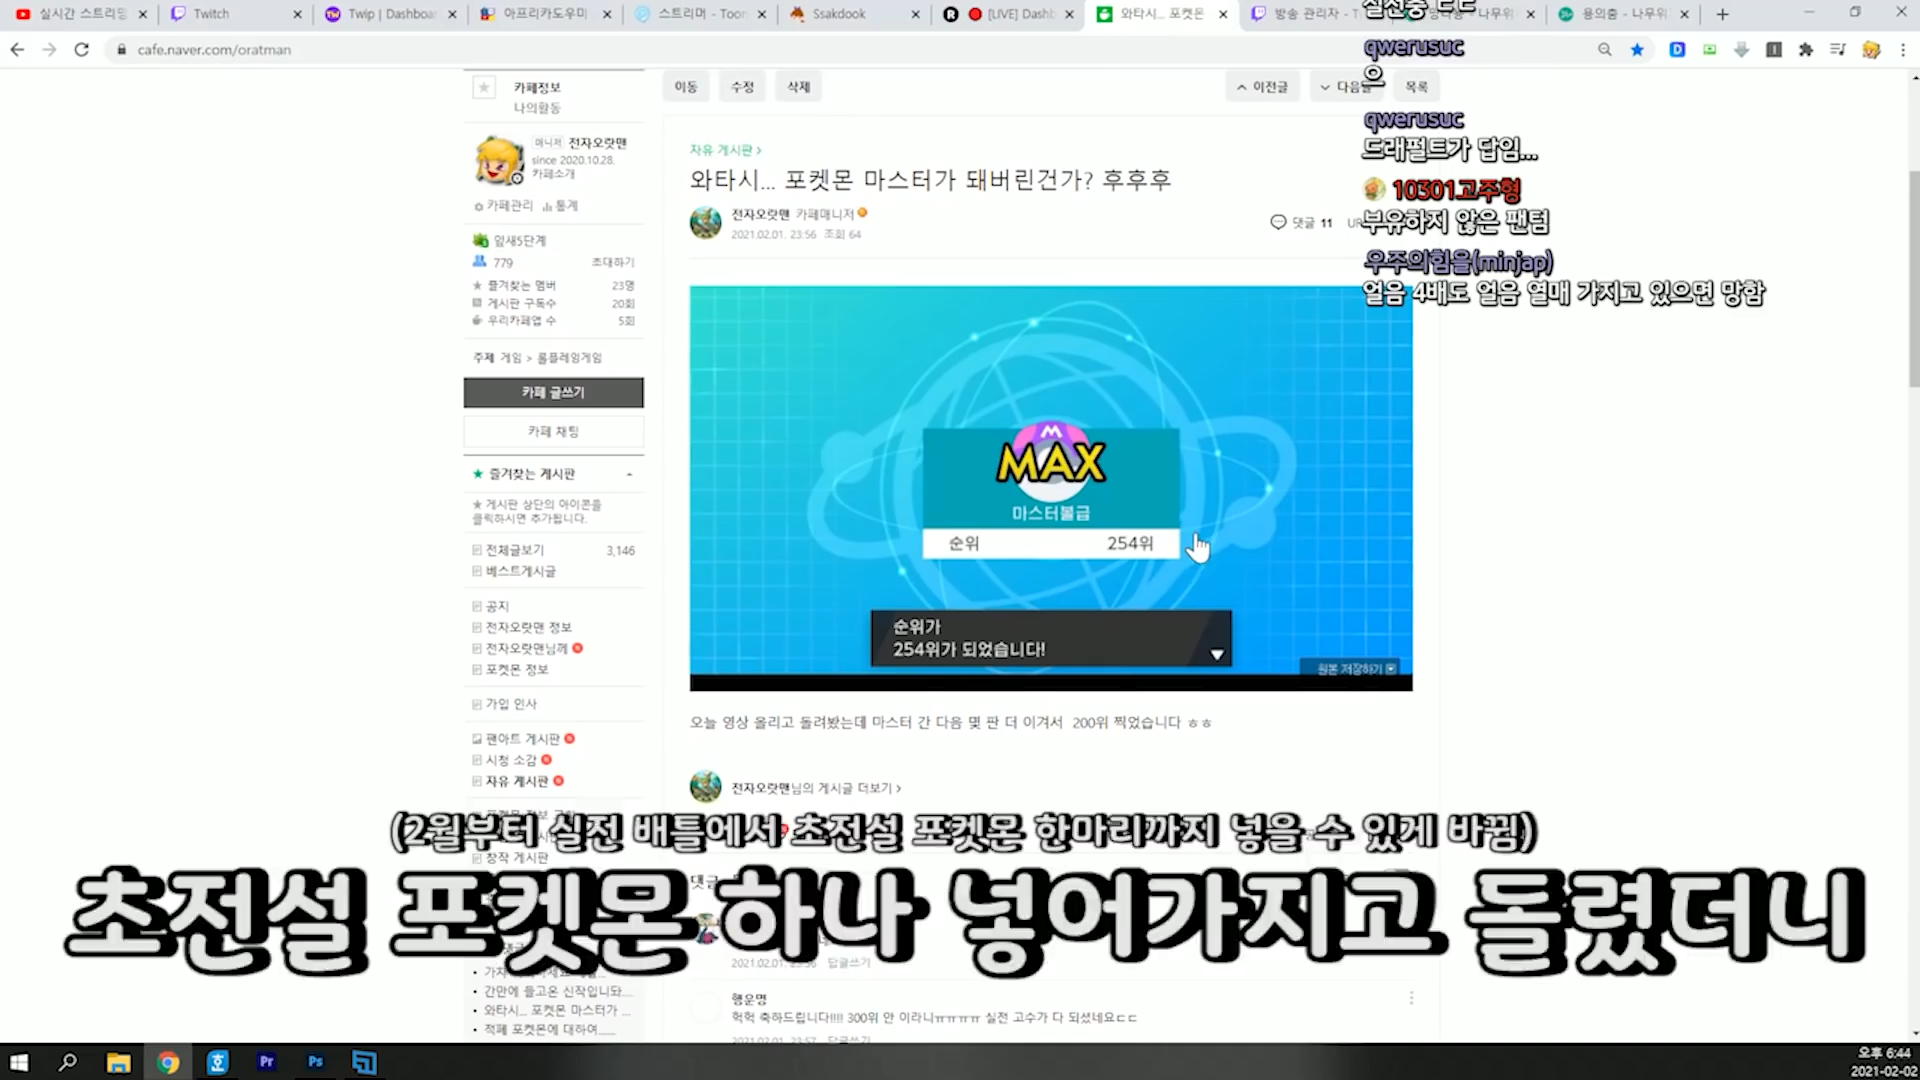 실시간 스트리밍
Twitch
Twip | Dashboa
아프리카도우미
스트리머 - Toon
Ssakdook
[LIVE] Dashb
와타시... 포켓몬
방송 관리자 - T
용의춤 - 나무위
cafe.naver.com/oratman
qwerusuc
으
qwerusuc
드래펄트가 답임...
10301고주형
부유하지 않은 팬텀
우주의힘을(minjap)
얼음 4배도 얼음 열매 가지고 있으면 망함
카페정보
나의활동
매니저 전자오랏맨
since 2020.10.28.
카페소개
카페관리 통계
잎새5단계
779 초대하기
즐겨찾는 멤버 23명
게시판 구독수 20회
우리카페앱 수 5회
주제 게임 > 롤플레잉게임
카페 글쓰기
카페 채팅
즐겨찾는 게시판
게시판 상단의 아이콘을
클릭하시면 추가됩니다.
전체글보기 3,146
베스트게시글
공지
전자오랏맨 정보
전자오랏맨님께
포켓몬 정보
가입 인사
팬아트 게시판
시청 소감
자유 게시판
창작 게시판
간만에 들고온 신작입니돠....
와타시... 포켓몬 마스터가 ...
적폐 포켓몬에 대하여......
이동 수정 삭제
이전글 다음글 목록
자유 게시판 >
와타시... 포켓몬 마스터가 돼버린건가? 후후후
전자오랏맨 카페매니저
2021.02.01. 23:56 조회 64
댓글 11
M
MAX
마스터볼급
순위 254위
순위가
254위가 되었습니다!
원본 저장하기
오늘 영상 올리고 돌려봤는데 마스터 간 다음 몇 판 더 이겨서 200위 찍었습니다 ㅎㅎ
전자오랏맨님의 게시글 더보기 >
(2월부터 실전 배틀에서 초전설 포켓몬 한마리까지 넣을 수 있게 바뀜)
초전설 포켓몬 하나 넣어가지고 돌렸더니
답글쓰기
행운명
헉헉 축하드립니다!!!! 300위 안 이라니ㅠㅠㅠㅠ 실전 고수가 다 되셨네요ㄷㄷ
2021.02.01. 23:57 답글쓰기
Pr
Ps
오후 6:44
2021-02-02